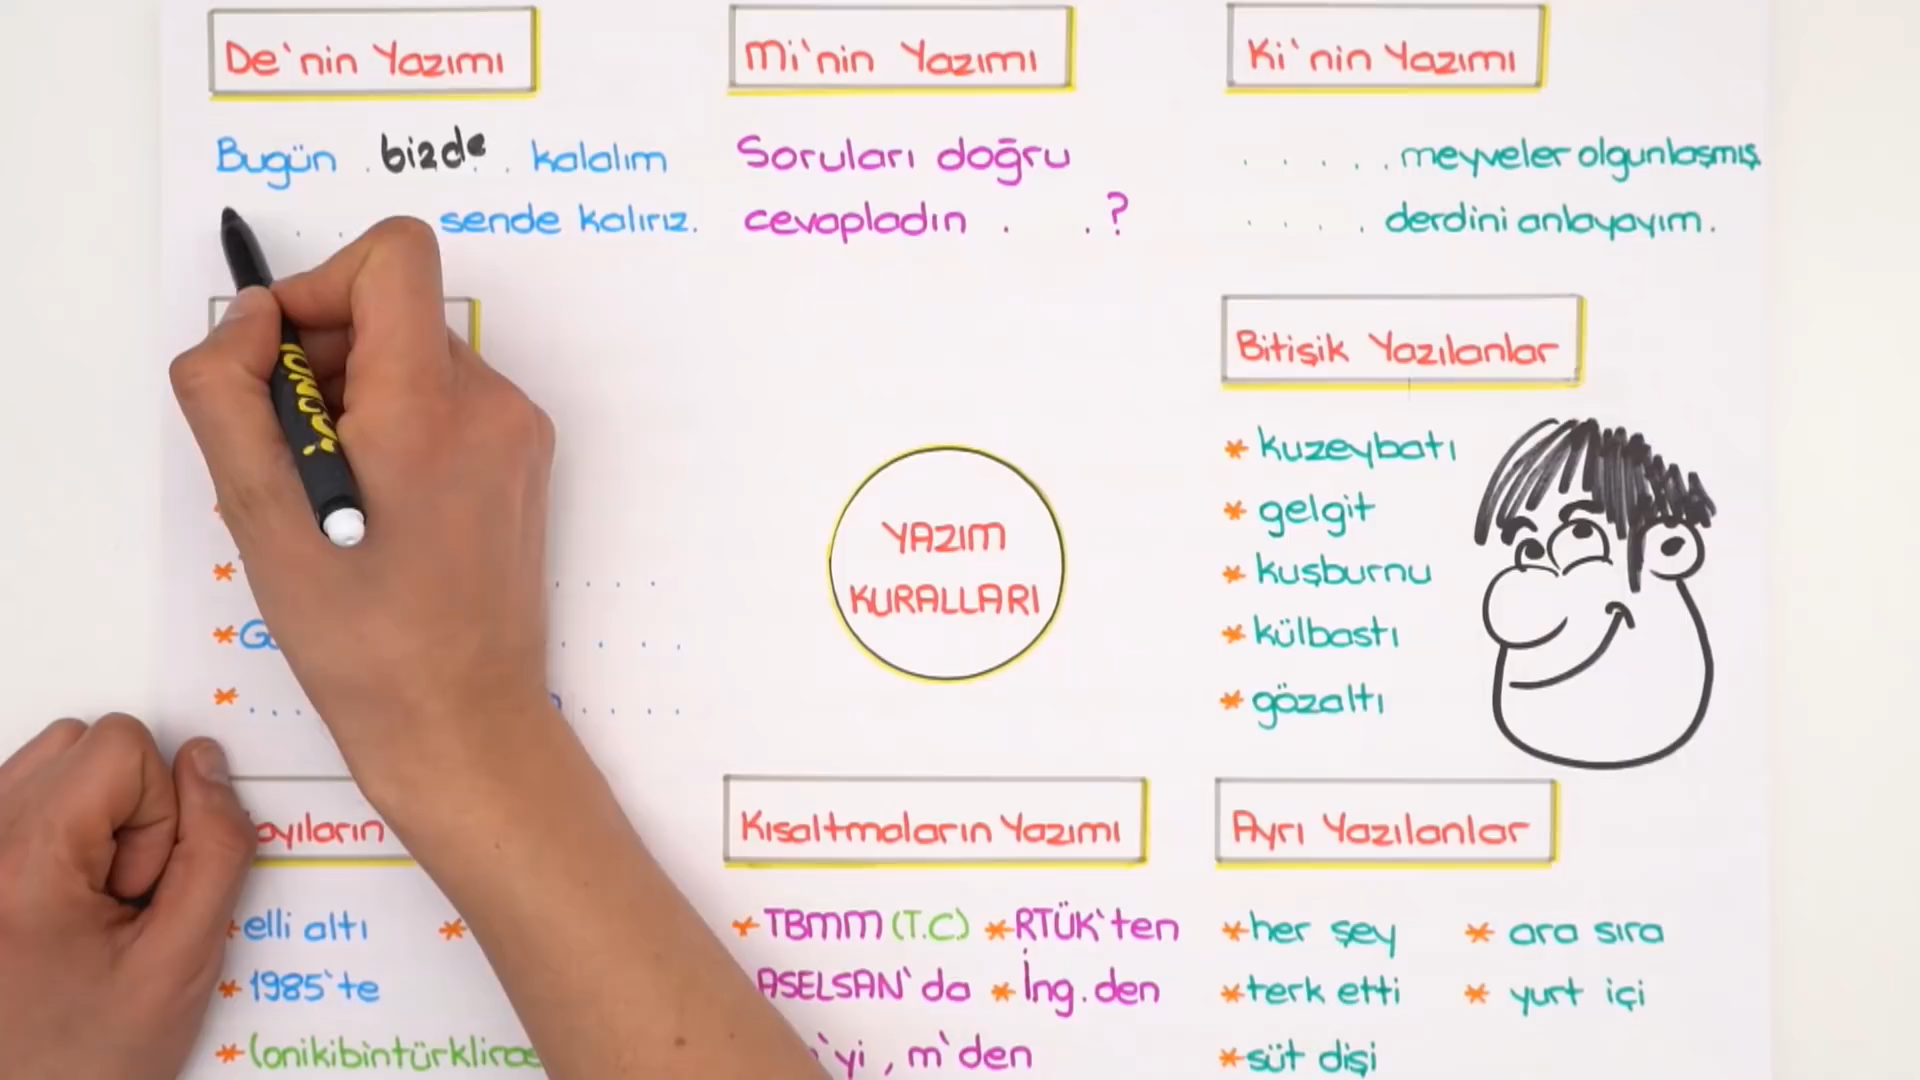 De'nin Yazımı
Bugün bizde kalalım
sende kalırız.
Mi'nin Yazımı
Soruları doğru
cevapladın . . ?
Ki'nin Yazımı
. . . . . meyveler olgunlaşmış.
. . . . derdini anlayayım.
Bitişik Yazılanlar
* kuzeybatı
* gelgit
* kuşburnu
* külbastı
* gözaltı
YAZIM
KURALLARI
Kısaltmaların Yazımı
* TBMM (T.C) * RTÜK'ten
ASELSAN'da * İng.den
'yi, m'den
Ayrı Yazılanlar
* her şey * ara sıra
* terk etti * yurt içi
* süt dişi
elli altı *
* 1985'te